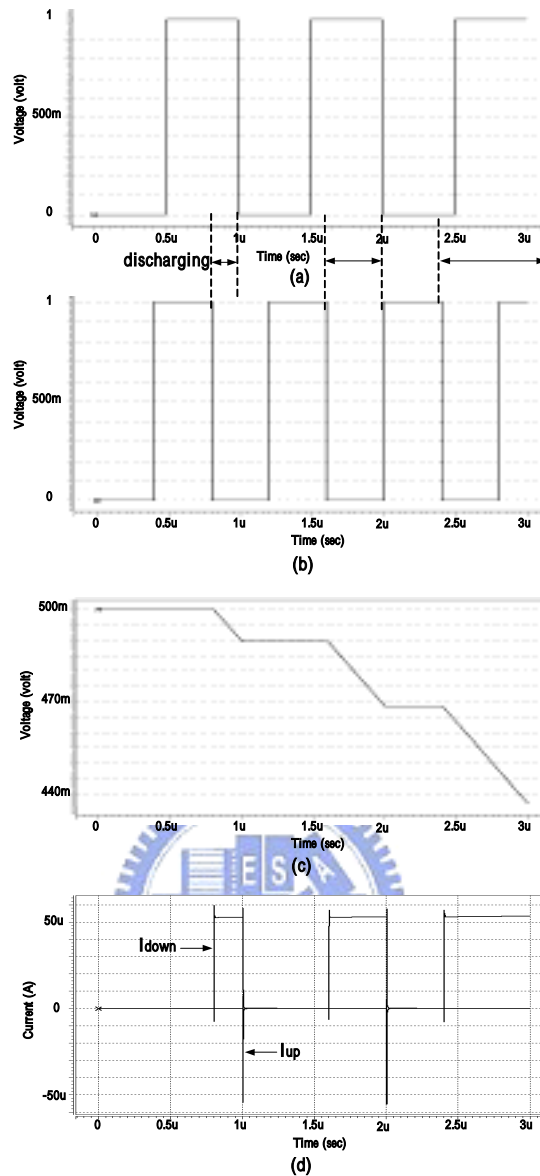 1
500m
0
Voltage (volt)
0 0.5u 1u 1.5u 2u 2.5u 3u
discharging
Time (sec)
(a)
1
500m
0
Voltage (volt)
0 0.5u 1u 1.5u 2u 2.5u 3u
Time (sec)
(b)
500m
470m
440m
Voltage (volt)
0 0.5u 1u 1.5u 2u 2.5u 3u
Time (sec)
(c)
ESA
50u
0
-50u
Current (A)
Idown
Iup
0 0.5u 1u 1.5u 2u 2.5u 3u
Time (sec)
(d)